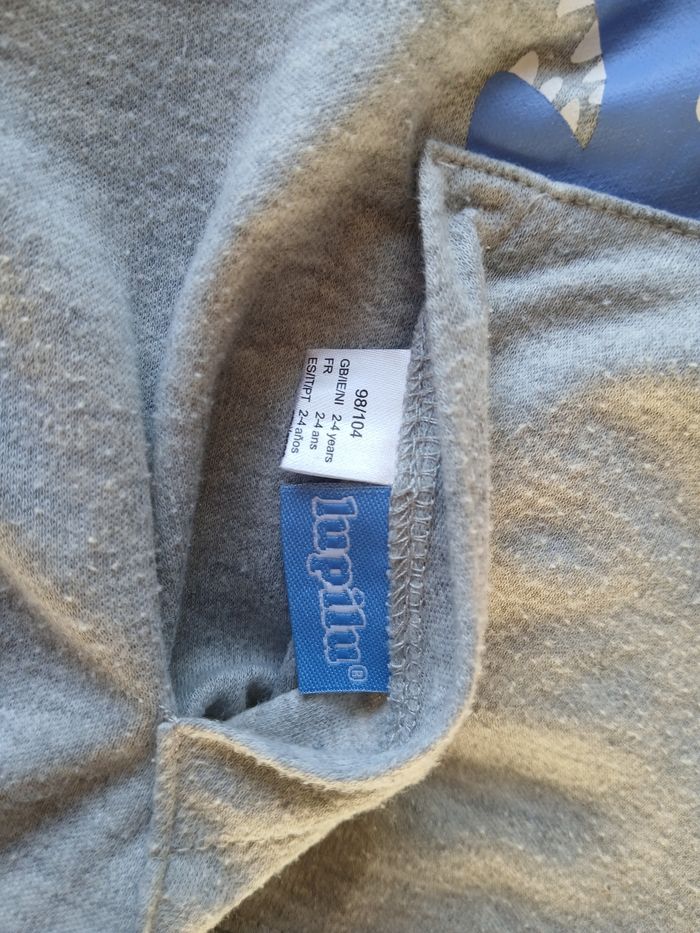 98/104
GB/IE/NI 2-4 years
FR 2-4 ans
ES/IT/PT 2-4 años
lupilu®